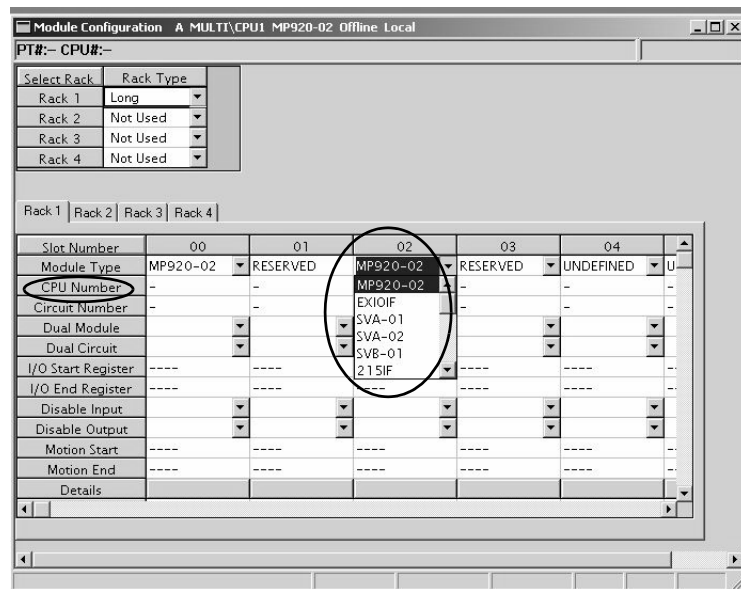 Module Configuration A MULTI\CPU1 MP920-02 Offline Local
PT#:– CPU#:–
Select Rack Rack Type
Rack 1 Long
Rack 2 Not Used
Rack 3 Not Used
Rack 4 Not Used
Rack 1 Rack 2 Rack 3 Rack 4
Slot Number 00 01 02 03 04
Module Type MP920-02 RESERVED MP920-02 RESERVED UNDEFINED U
CPU Number - - MP920-02 - -
Circuit Number - - EXIOIF - -
SVA-01
Dual Module
SVA-02
Dual Circuit
SVB-01
I/O Start Register ---- ---- 215IF ---- ----
I/O End Register ---- ---- ---- ---- ----
Disable Input
Disable Output
Motion Start ---- ---- ---- ---- ----
Motion End ---- ---- ---- ---- ----
Details